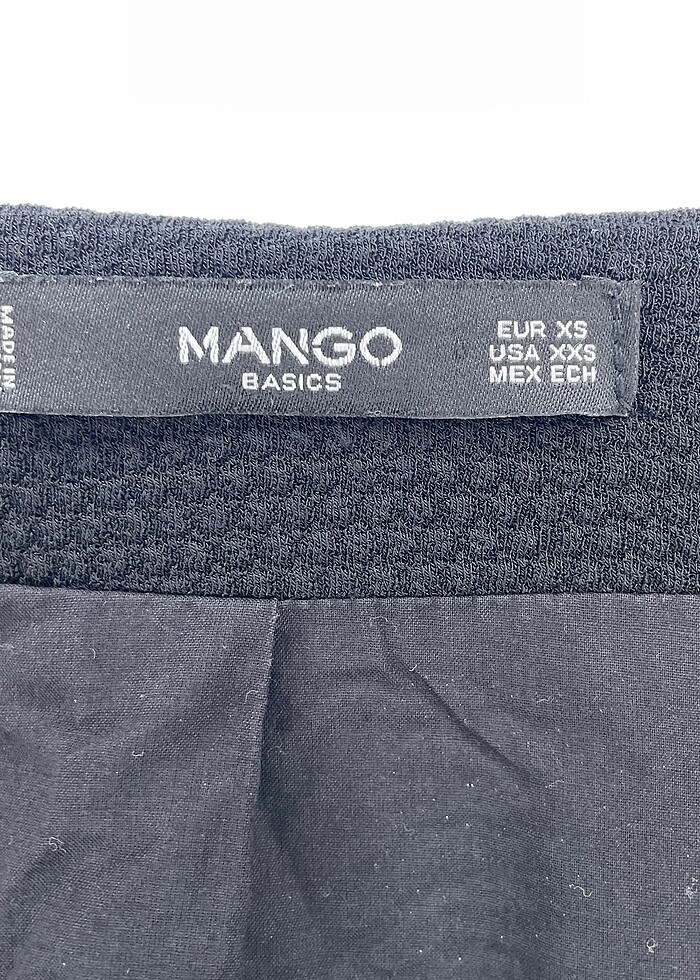 MADE IN
MANGO
BASICS
EUR XS
USA XXS
MEX ECH